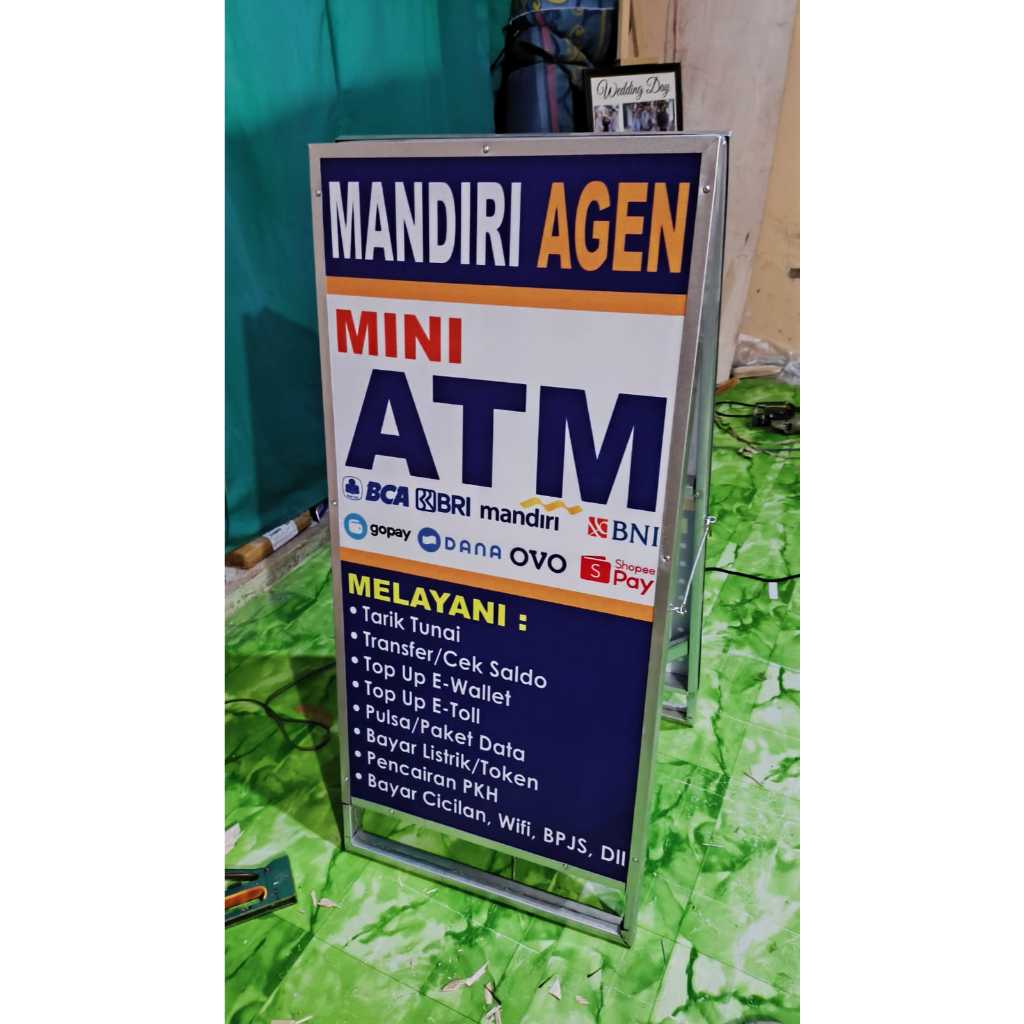 Wedding Day
MANDIRI AGEN
MINI
ATM
BCA BRI mandiri BNI
gopay DANA OVO S Shopee Pay
MELAYANI :
• Tarik Tunai
• Transfer/Cek Saldo
• Top Up E-Wallet
• Top Up E-Toll
• Pulsa/Paket Data
• Bayar Listrik/Token
• Pencairan PKH
• Bayar Cicilan, Wifi, BPJS, Dll